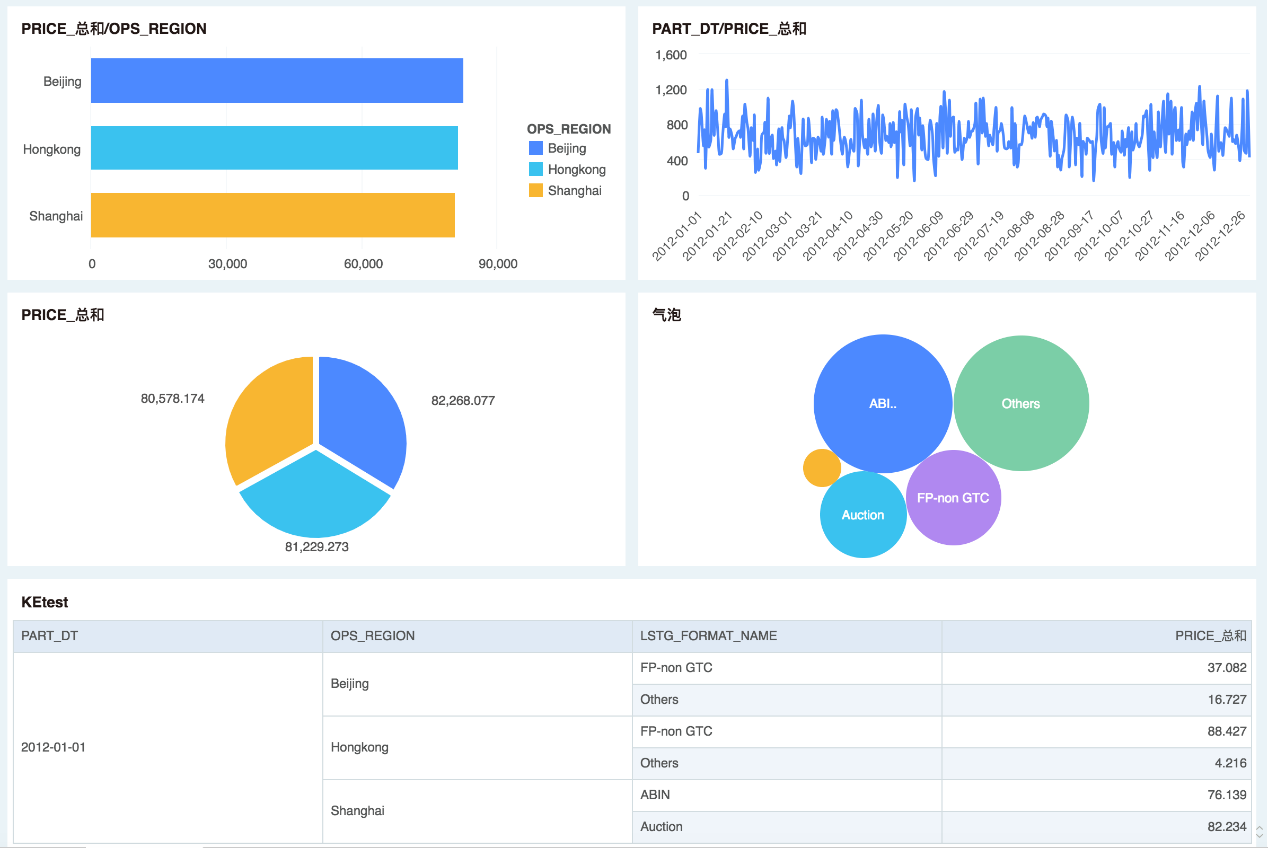 PRICE_总和/OPS_REGION
Beijing
Hongkong
Shanghai
0
30,000
60,000
90,000
OPS_REGION
Beijing
Hongkong
Shanghai
PART_DT/PRICE_总和
1,600
1,200
800
400
0
2012-01-01
2012-01-21
2012-02-10
2012-03-01
2012-03-21
2012-04-10
2012-04-30
2012-05-20
2012-06-09
2012-06-29
2012-07-19
2012-08-08
2012-08-28
2012-09-17
2012-10-07
2012-10-27
2012-11-16
2012-12-06
2012-12-26
PRICE_总和
80,578.174
82,268.077
81,229.273
气泡
ABI..
Others
FP-non GTC
Auction
KEtest
PART_DT OPS_REGION LSTG_FORMAT_NAME PRICE_总和
2012-01-01
Beijing
FP-non GTC 37.082
Others 16.727
Hongkong
FP-non GTC 88.427
Others 4.216
Shanghai
ABIN 76.139
Auction 82.234